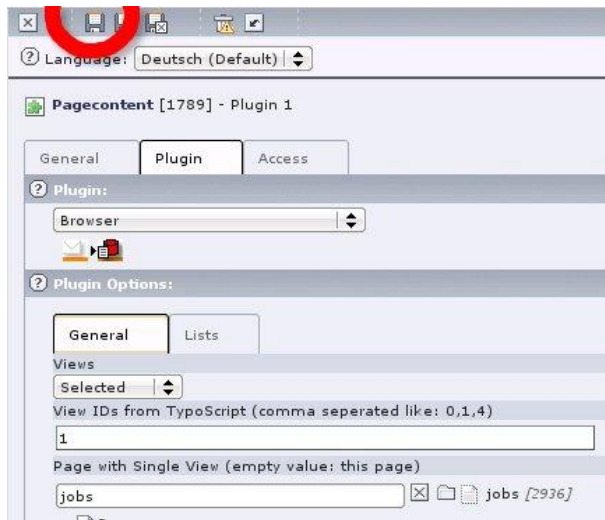 Language: Deutsch (Default)
Pagecontent [1789] - Plugin 1
General Plugin Access
Plugin:
Browser
Plugin Options:
General Lists
Views
Selected
View IDs from TypoScript (comma seperated like: 0,1,4)
1
Page with Single View (empty value: this page)
jobs jobs [2936]